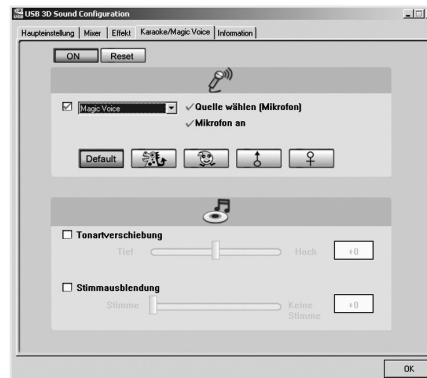 USB 3D Sound Configuration
Haupteinstellung Mixer Effekt Karaoke/Magic Voice Information
ON Reset
Magic Voice Quelle wählen (Mikrofon)
Mikrofon an
Default
Tonartverschiebung
Tief Hoch +0
Stimmausblendung
Stimme Keine Stimme +0
OK